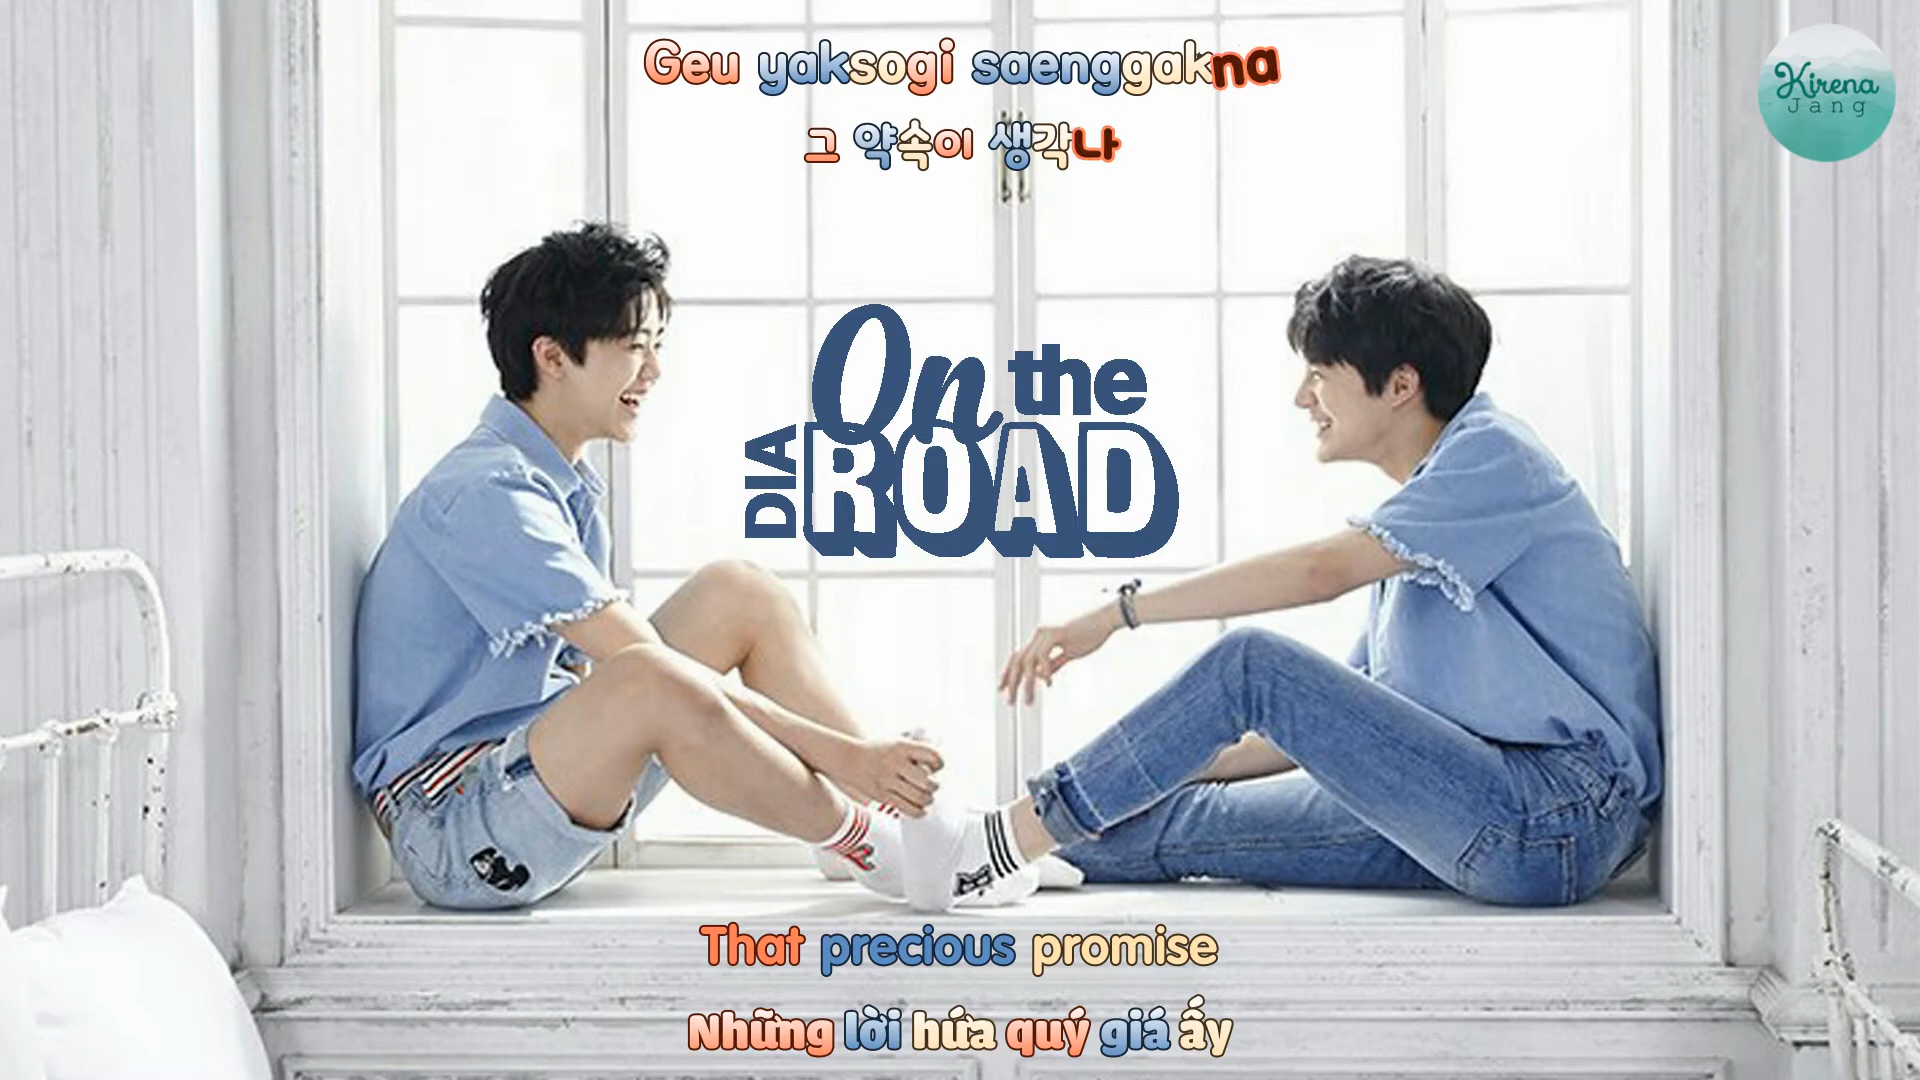 Geu yaksogi saenggakna
그 약속이 생각나
Kirena
Jang
On the
DIA ROAD
That precious promise
Những lời hứa quý giá ấy